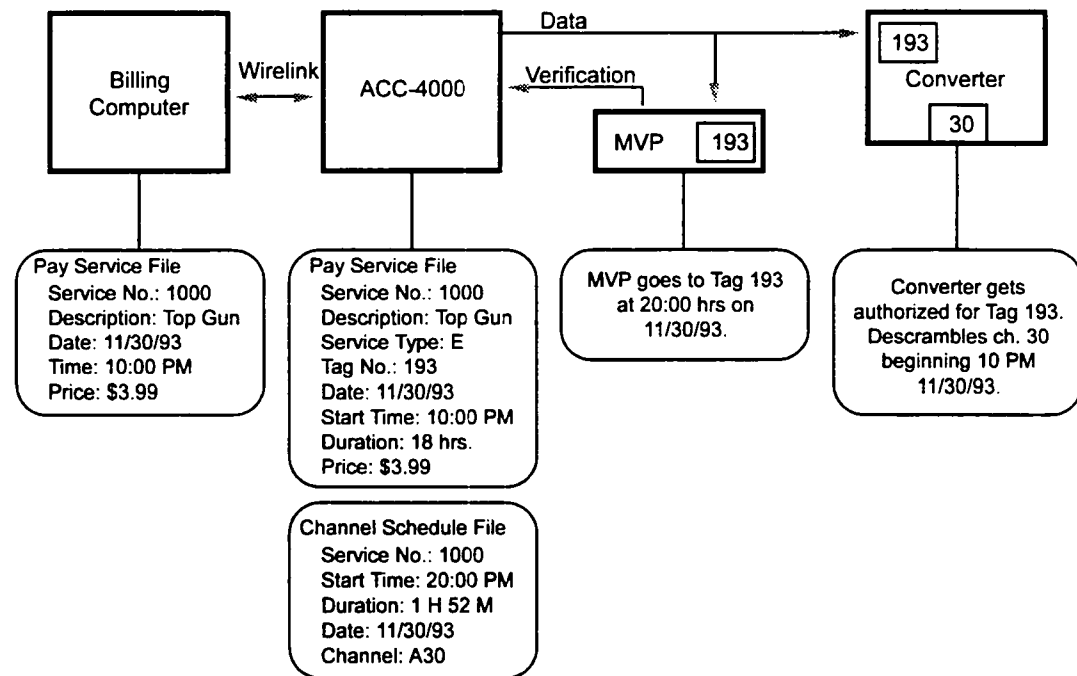 Billing
Computer
Wirelink
ACC-4000
Data
Verification
MVP
193
193
Converter
30
Pay Service File
Service No.: 1000
Description: Top Gun
Date: 11/30/93
Time: 10:00 PM
Price: $3.99
Pay Service File
Service No.: 1000
Description: Top Gun
Service Type: E
Tag No.: 193
Date: 11/30/93
Start Time: 10:00 PM
Duration: 18 hrs.
Price: $3.99
MVP goes to Tag 193
at 20:00 hrs on
11/30/93.
Converter gets
authorized for Tag 193.
Descrambles ch. 30
beginning 10 PM
11/30/93.
Channel Schedule File
Service No.: 1000
Start Time: 20:00 PM
Duration: 1 H 52 M
Date: 11/30/93
Channel: A30